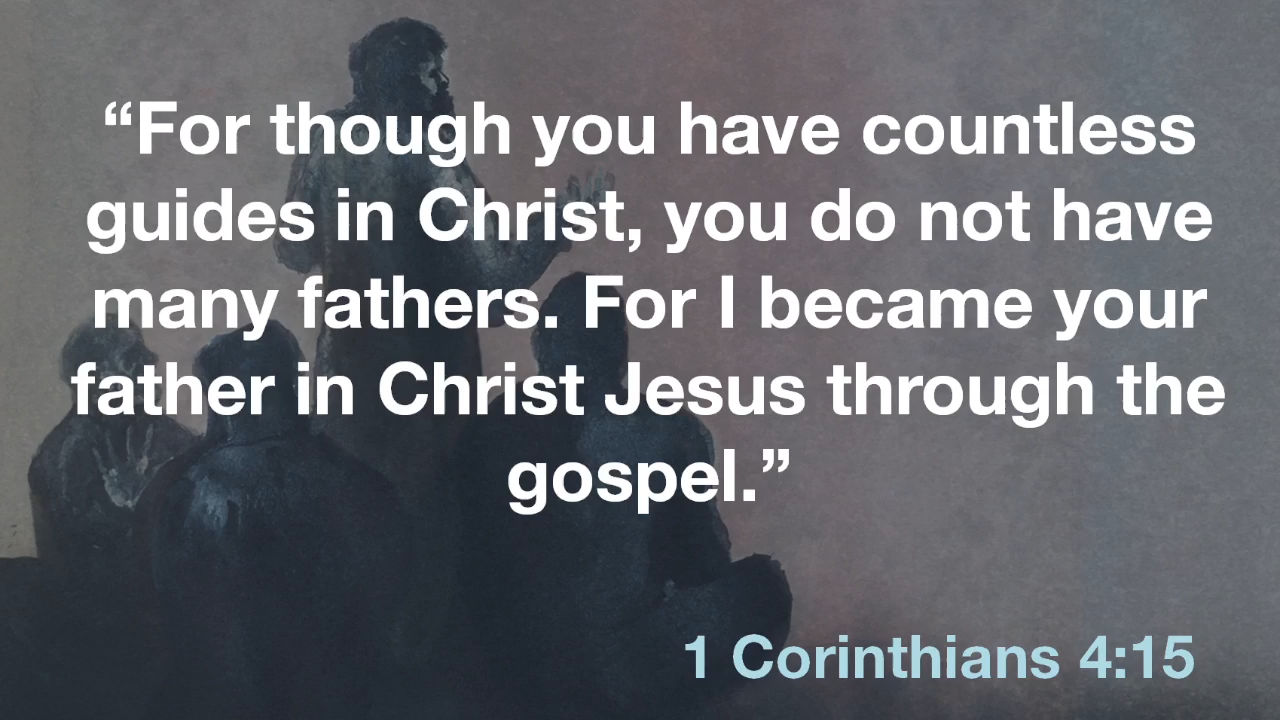 “For though you have countless
guides in Christ, you do not have
many fathers. For I became your
father in Christ Jesus through the
gospel.”
1 Corinthians 4:15